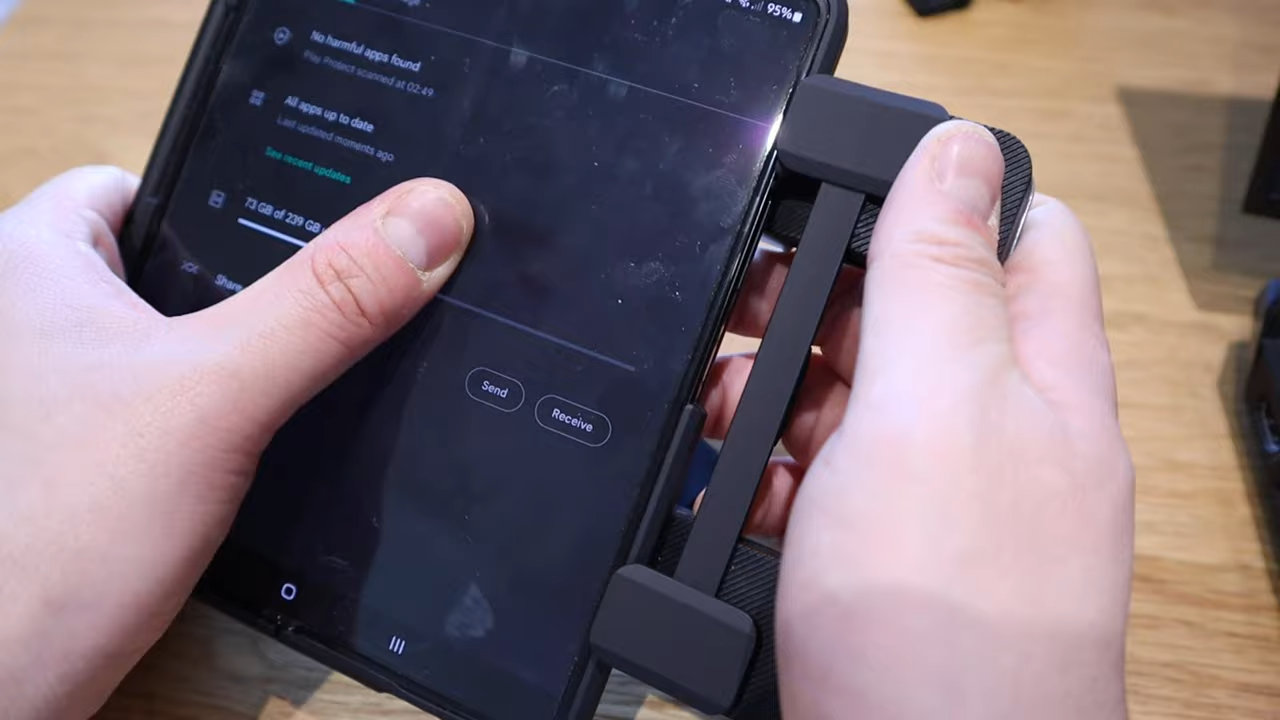 95%
No harmful apps found
Play Protect scanned at 02:49
All apps up to date
Last updated moments ago
See recent updates
73 GB of 239 GB
Share
Send
Receive